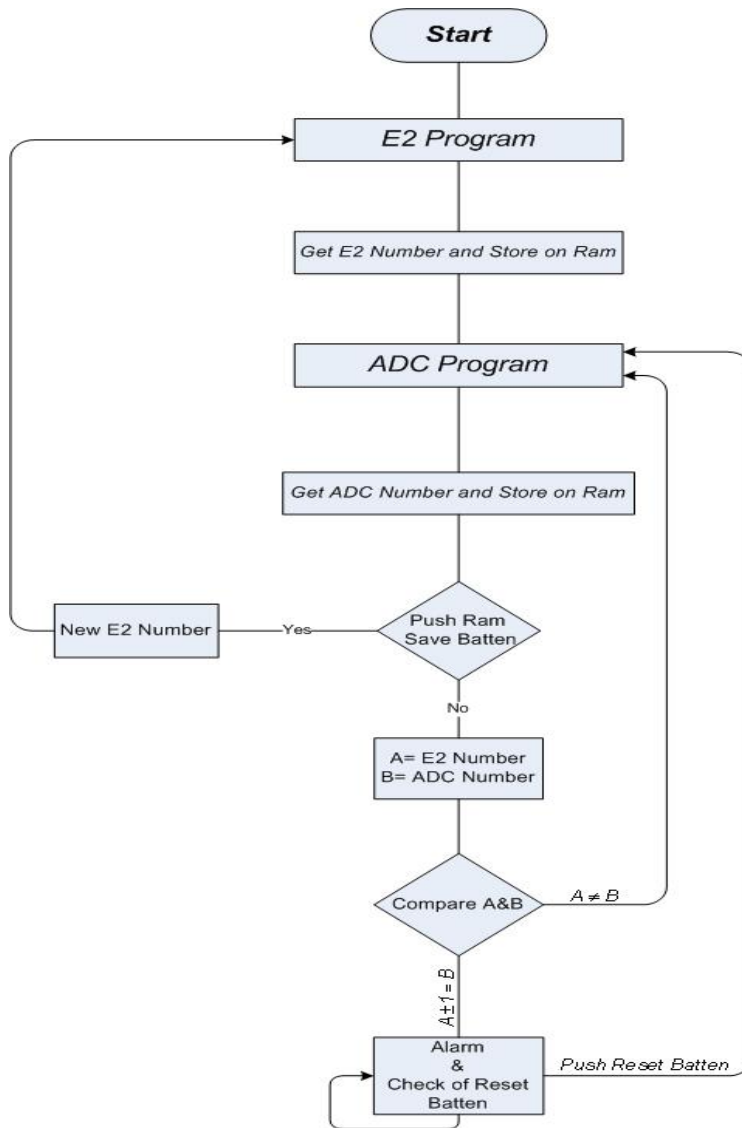 Start
E2 Program
Get E2 Number and Store on Ram
ADC Program
Get ADC Number and Store on Ram
Push Ram
Save Batten
Yes
New E2 Number
No
A= E2 Number
B= ADC Number
Compare A&B
A ≠ B
A±1 = B
Alarm
&
Check of Reset
Batten
Push Reset Batten